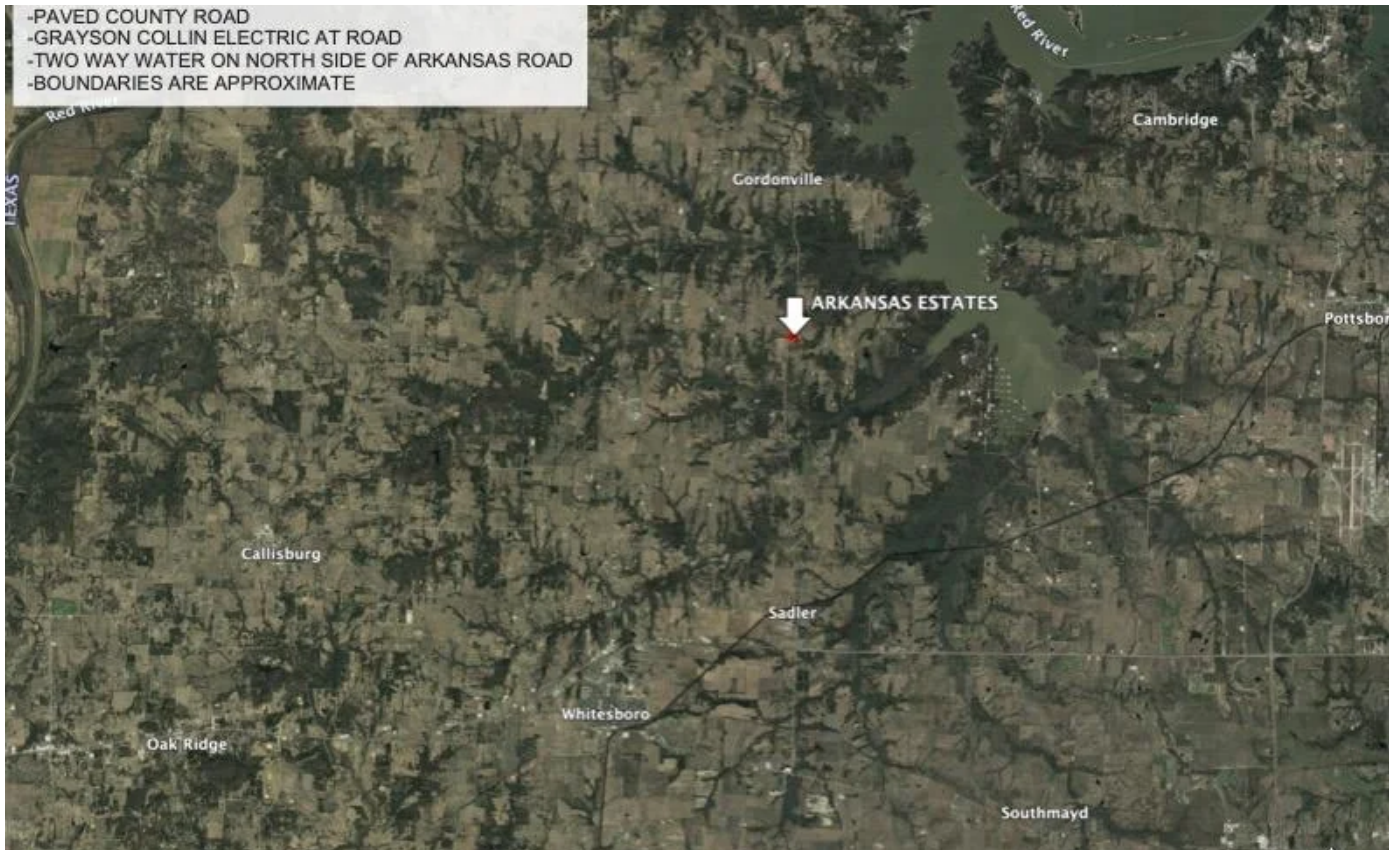 -PAVED COUNTY ROAD
-GRAYSON COLLIN ELECTRIC AT ROAD
-TWO WAY WATER ON NORTH SIDE OF ARKANSAS ROAD
-BOUNDARIES ARE APPROXIMATE
Red River
Red River
Cambridge
Gordonville
TEXAS
ARKANSAS ESTATES
Pottsbor
Callisburg
Sadler
Whitesboro
Oak Ridge
Southmayd